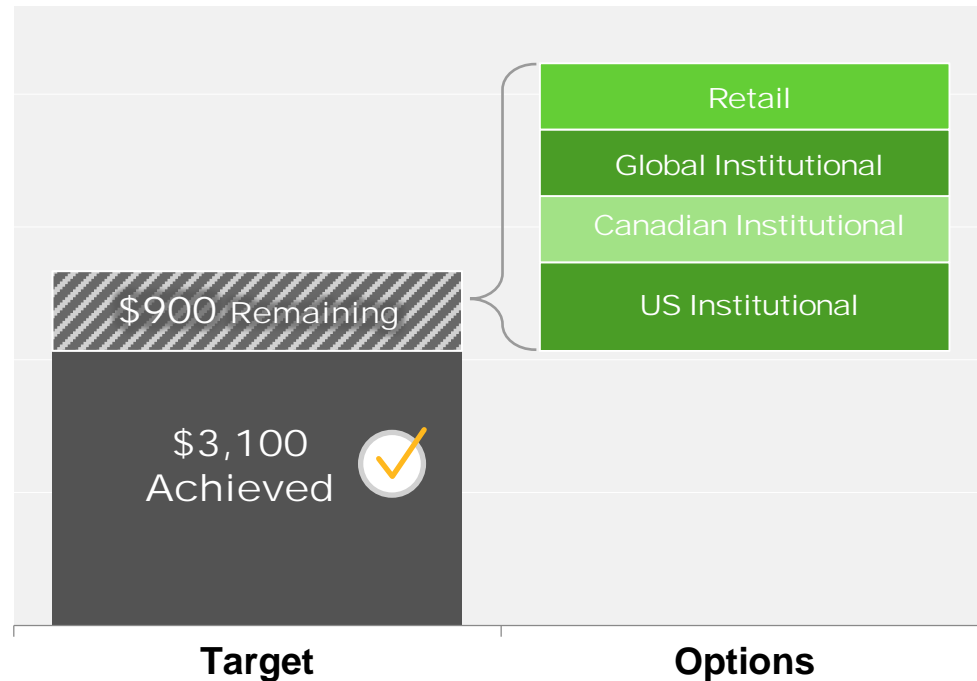 Retail
Global Institutional
Canadian Institutional
US Institutional
$900 Remaining
$3,100
Achieved
Target
Options